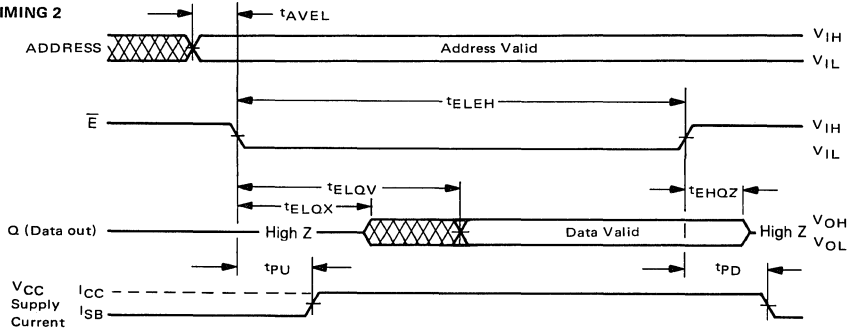 IMING 2
tAVEL
ADDRESS
Address Valid
VIH
VIL
tELEH
E
VIH
VIL
tELQV
tEHQZ
tELQX
Q (Data out)
High Z
Data Valid
High Z
VOH
VOL
tPU
tPD
VCC
Supply
Current
ICC
ISB